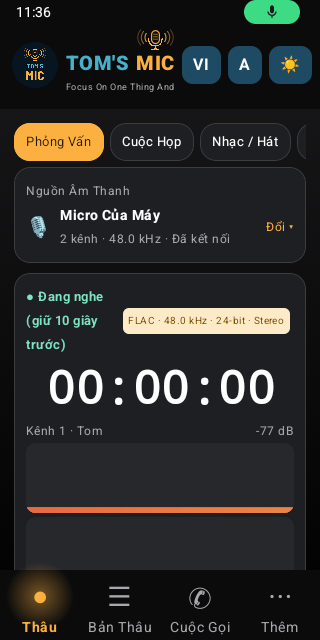 11:36
TOM'S
MIC
TOM'S MIC
Focus On One Thing And
VI
A
Phỏng Vấn
Cuộc Họp
Nhạc / Hát
Nguồn Âm Thanh
Micro Của Máy
2 kênh · 48.0 kHz · Đã kết nối
Đổi ▾
● Đang nghe
(giữ 10 giây
trước)
FLAC · 48.0 kHz · 24-bit · Stereo
00:00:00
Kênh 1 · Tom
-77 dB
Thâu
Bản Thâu
Cuộc Gọi
Thêm